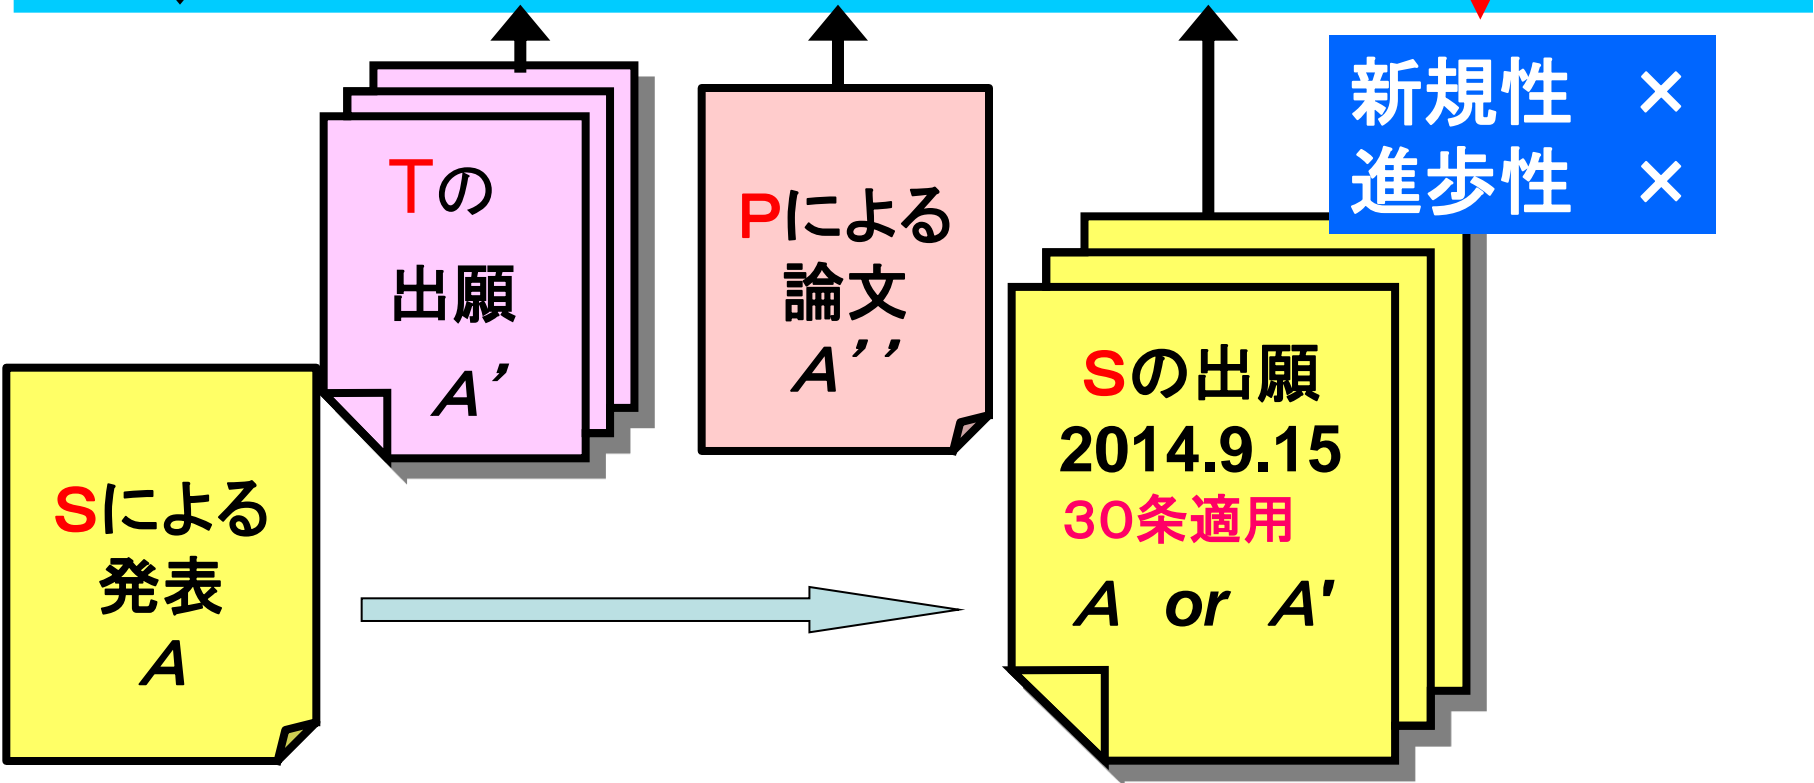 新規性　×
進歩性　×
Tの
出願
A’
Pによる
論文
A’’
Sの出願
2014.9.15
30条適用
A or A'
Sによる
発表
A